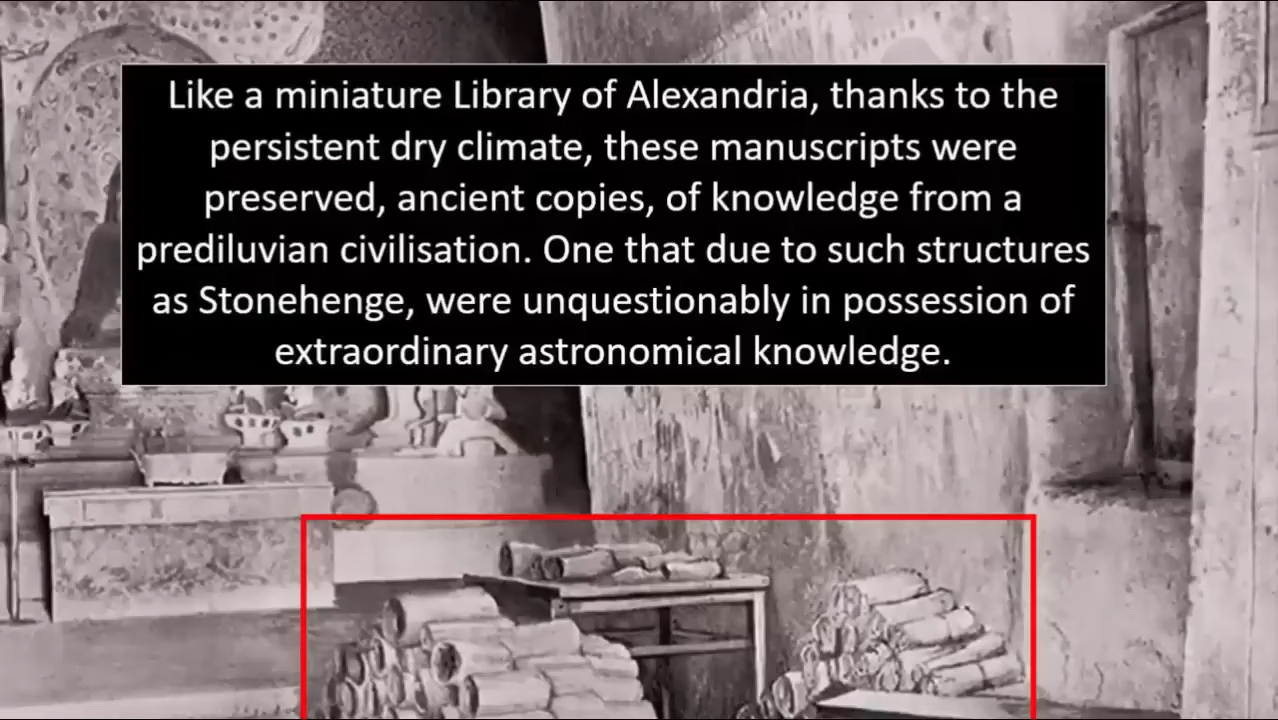 Like a miniature Library of Alexandria, thanks to the
persistent dry climate, these manuscripts were
preserved, ancient copies, of knowledge from a
prediluvian civilisation. One that due to such structures
as Stonehenge, were unquestionably in possession of
extraordinary astronomical knowledge.